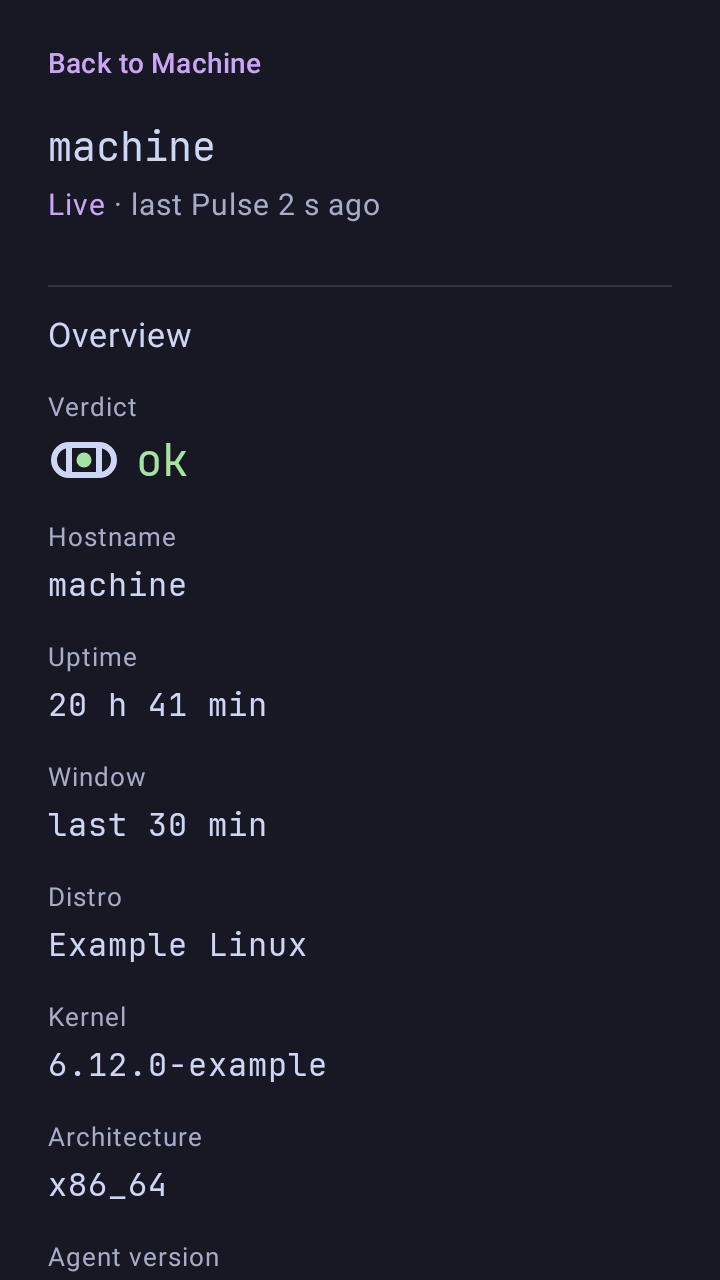 Back to Machine
machine
Live · last Pulse 2 s ago
Overview
Verdict
ok
Hostname
machine
Uptime
20 h 41 min
Window
last 30 min
Distro
Example Linux
Kernel
6.12.0-example
Architecture
x86_64
Agent version